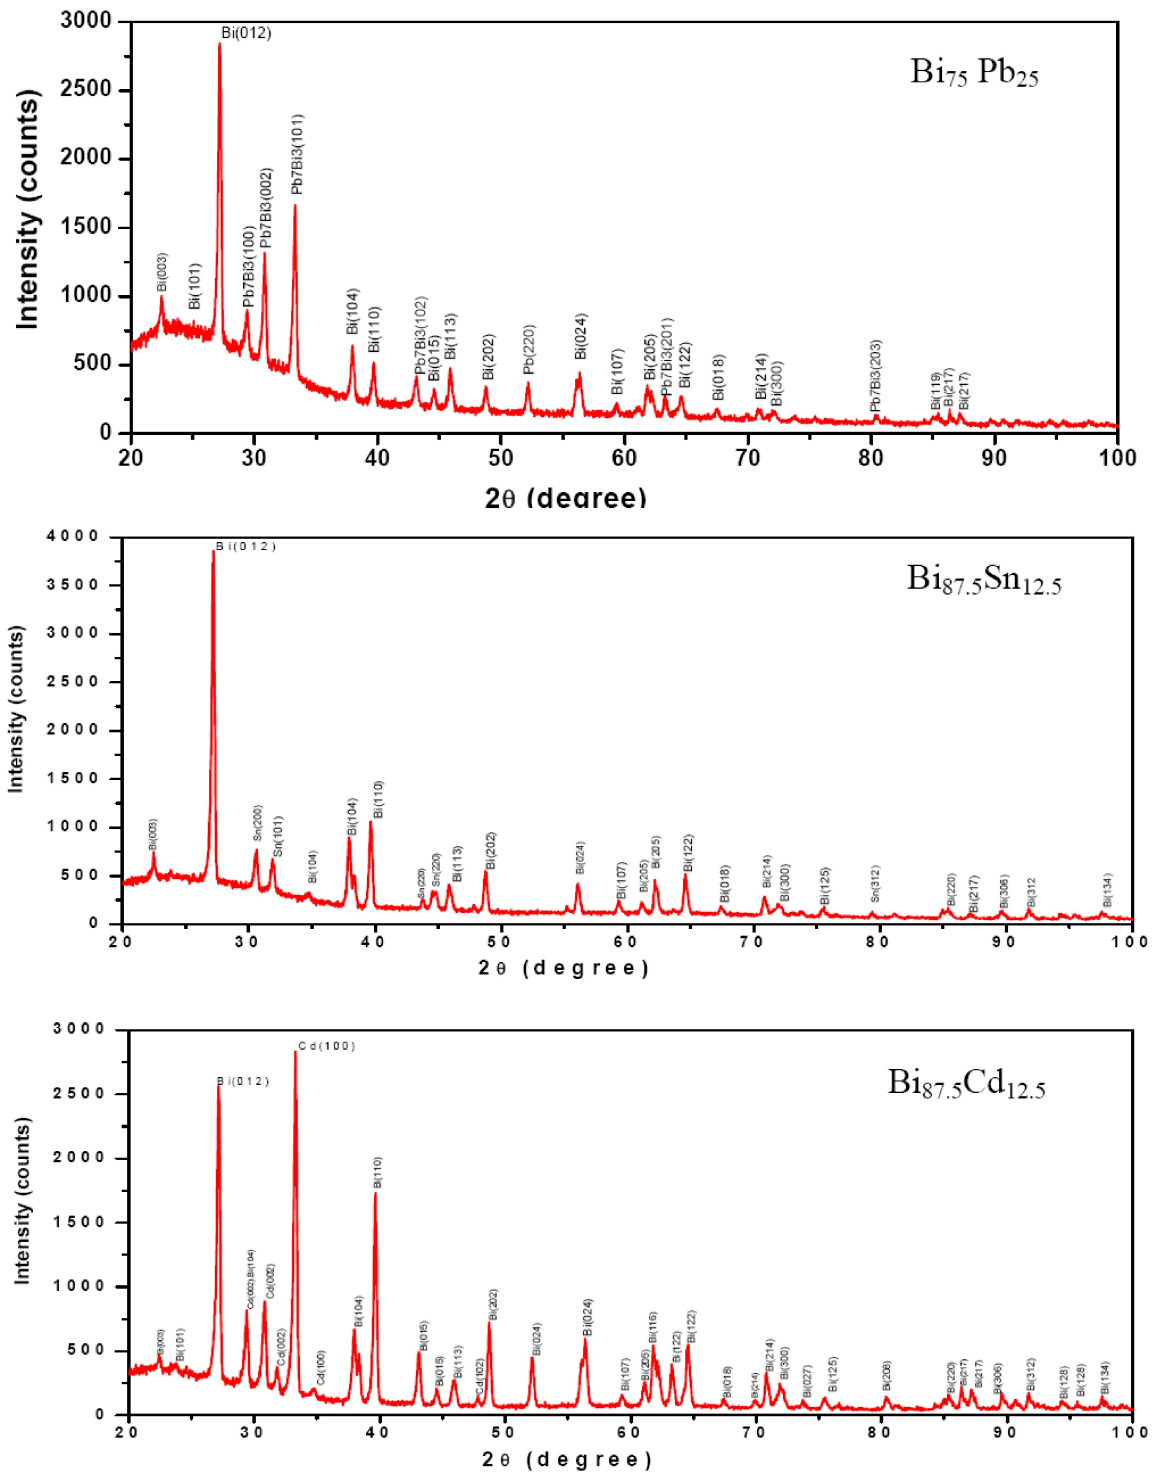 3000
2500
2000
1500
1000
500
0
Intensity (counts)
Bi75 Pb25
Bi(003)
Bi(101)
Bi(012)
Pb7Bi3(100)
Pb7Bi3(002)
Pb7Bi3(101)
Bi(104)
Bi(110)
Pb7Bi3(102)
Bi(015)
Bi(113)
Bi(202)
Pb(220)
Bi(024)
Bi(107)
Bi(205)
Pb7Bi3(201)
Bi(122)
Bi(018)
Bi(214)
Bi(300)
Pb7Bi3(203)
Bi(119)
Bi(217)
Bi(217)
20 30 40 50 60 70 80 90 100
2θ (degree)
4000
3500
3000
2500
2000
1500
1000
500
0
Intensity (counts)
Bi87.5Sn12.5
Bi(003)
Bi(012)
Sn(200)
Sn(101)
Bi(104)
Bi(104)
Bi(110)
Sn(220)
Sn(220)
Bi(113)
Bi(202)
Bi(024)
Bi(107)
Bi(205)
Bi(205)
Bi(122)
Bi(018)
Bi(214)
Bi(300)
Bi(125)
Sn(312)
Bi(220)
Bi(217)
Bi(306)
Bi(312
Bi(134)
20 30 40 50 60 70 80 90 100
2θ (degree)
3000
2500
2000
1500
1000
500
0
Intensity (counts)
Bi87.5Cd12.5
Bi(003)
Bi(101)
Bi(012)
Cd(002) Bi(104)
Cd(002)
Cd(002)
Cd(100)
Cd(100)
Bi(104)
Bi(110)
Bi(015)
Bi(015)
Bi(113)
Cd(102)
Bi(202)
Bi(024)
Bi(024)
Bi(107)
Bi(205)
Bi(116)
Bi(122)
Bi(122)
Bi(018)
Bi(214)
Bi(214)
Bi(300)
Bi(027)
Bi(125)
Bi(208)
Bi(220)
Bi(217)
Bi(217)
Bi(306)
Bi(312)
Bi(128)
Bi(128)
Bi(134)
20 30 40 50 60 70 80 90 100
2θ (degree)